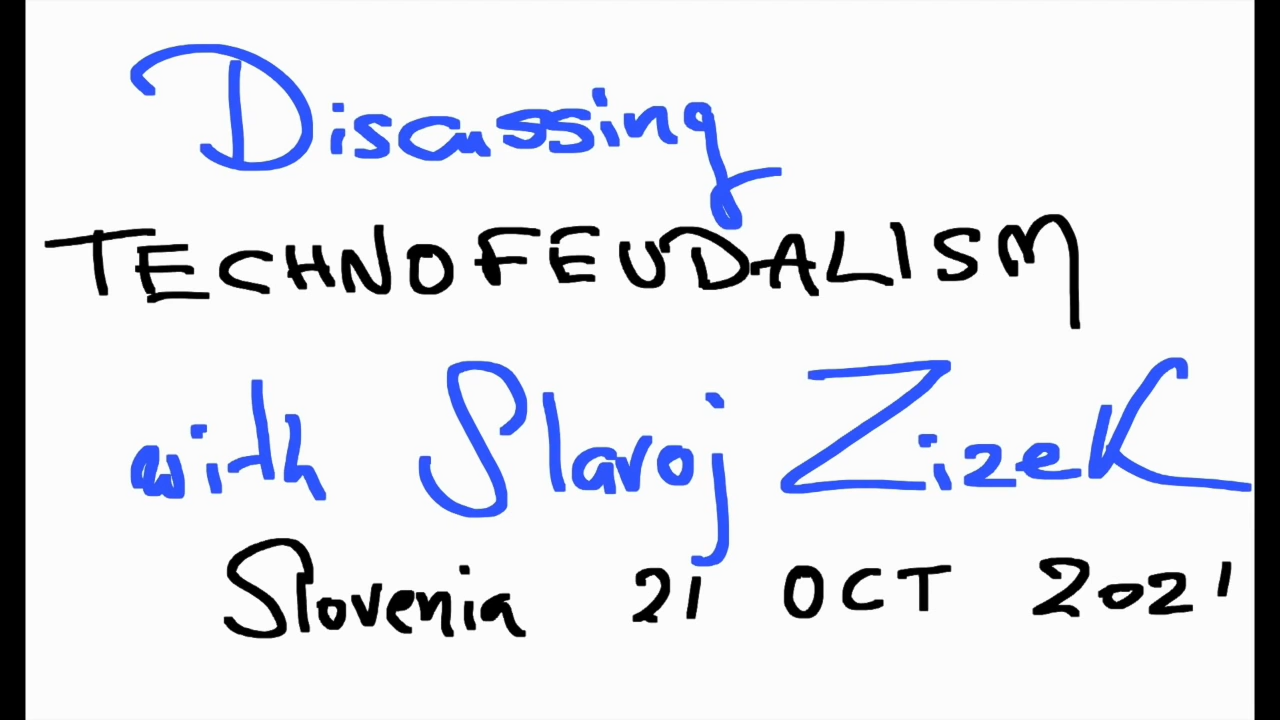 Discussing
TECHNOFEUDALISM
with Slavoj Zizek
Slovenia 21 OCT 2021